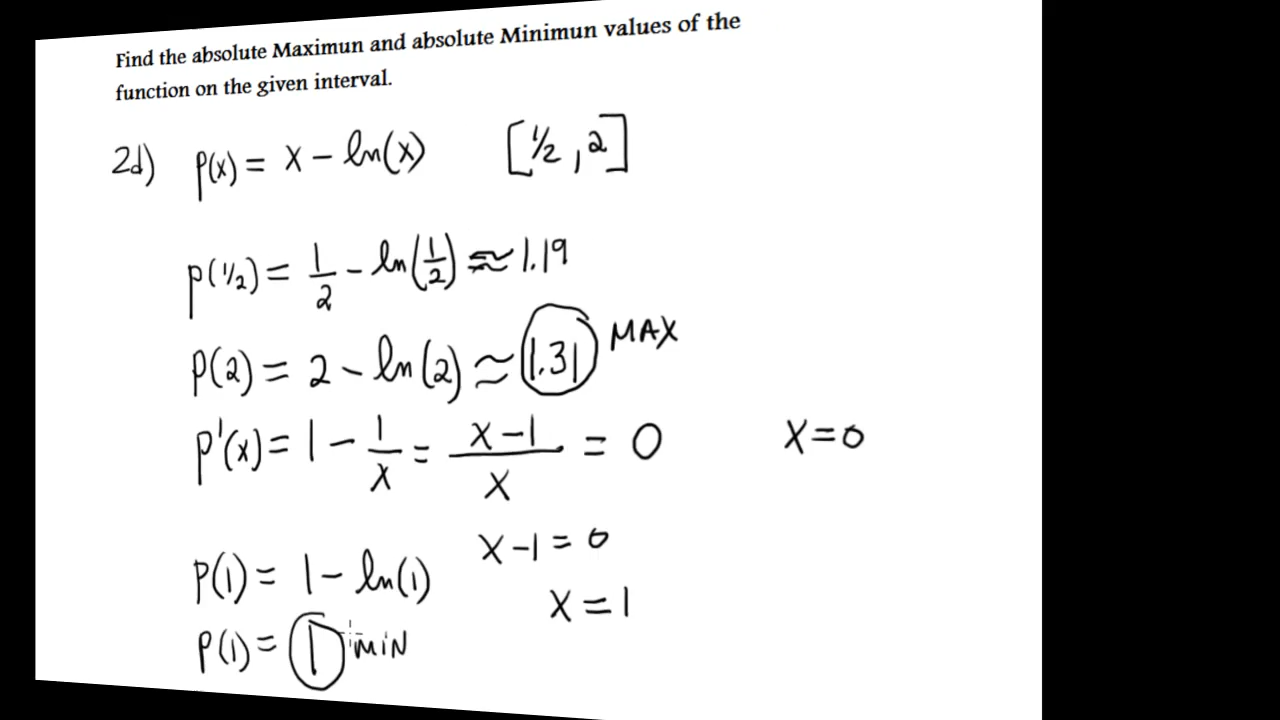 Find the absolute Maximun and absolute Minimun values of the
function on the given interval.
2d) p(x) = x − ln(x) [1/2, 2]
p(1/2) = 1/2 − ln(1/2) ≈ 1.19
p(2) = 2 − ln(2) ≈ 1.31 MAX
p'(x) = 1 − 1/x = x−1/x = 0 x=0
x−1=0
p(1) = 1 − ln(1)
x=1
p(1) = 1 MIN